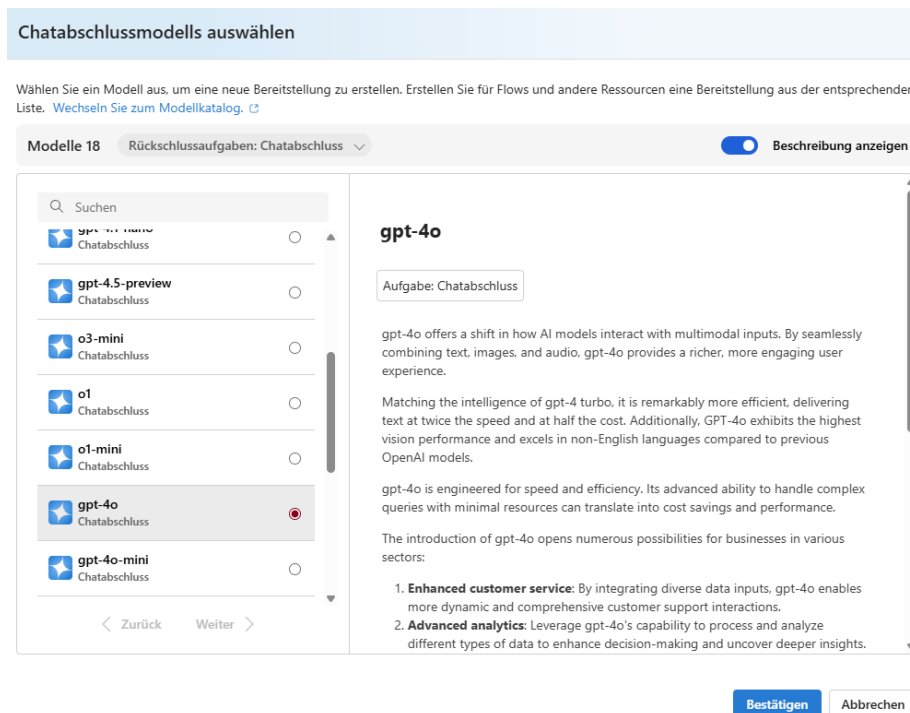 Chatabschlussmodells auswählen
Wählen Sie ein Modell aus, um eine neue Bereitstellung zu erstellen. Erstellen Sie für Flows und andere Ressourcen eine Bereitstellung aus der entsprechenden
Liste. Wechseln Sie zum Modellkatalog.
Modelle 18 Rückschlussaufgaben: Chatabschluss Beschreibung anzeigen
Suchen
gpt-4.1-nano
Chatabschluss
gpt-4.5-preview
Chatabschluss
o3-mini
Chatabschluss
o1
Chatabschluss
o1-mini
Chatabschluss
gpt-4o
Chatabschluss
gpt-4o-mini
Chatabschluss
Zurück Weiter
gpt-4o
Aufgabe: Chatabschluss
gpt-4o offers a shift in how AI models interact with multimodal inputs. By seamlessly
combining text, images, and audio, gpt-4o provides a richer, more engaging user
experience.
Matching the intelligence of gpt-4 turbo, it is remarkably more efficient, delivering
text at twice the speed and at half the cost. Additionally, GPT-4o exhibits the highest
vision performance and excels in non-English languages compared to previous
OpenAI models.
gpt-4o is engineered for speed and efficiency. Its advanced ability to handle complex
queries with minimal resources can translate into cost savings and performance.
The introduction of gpt-4o opens numerous possibilities for businesses in various
sectors:
1. Enhanced customer service: By integrating diverse data inputs, gpt-4o enables
more dynamic and comprehensive customer support interactions.
2. Advanced analytics: Leverage gpt-4o's capability to process and analyze
different types of data to enhance decision-making and uncover deeper insights.
Bestätigen Abbrechen